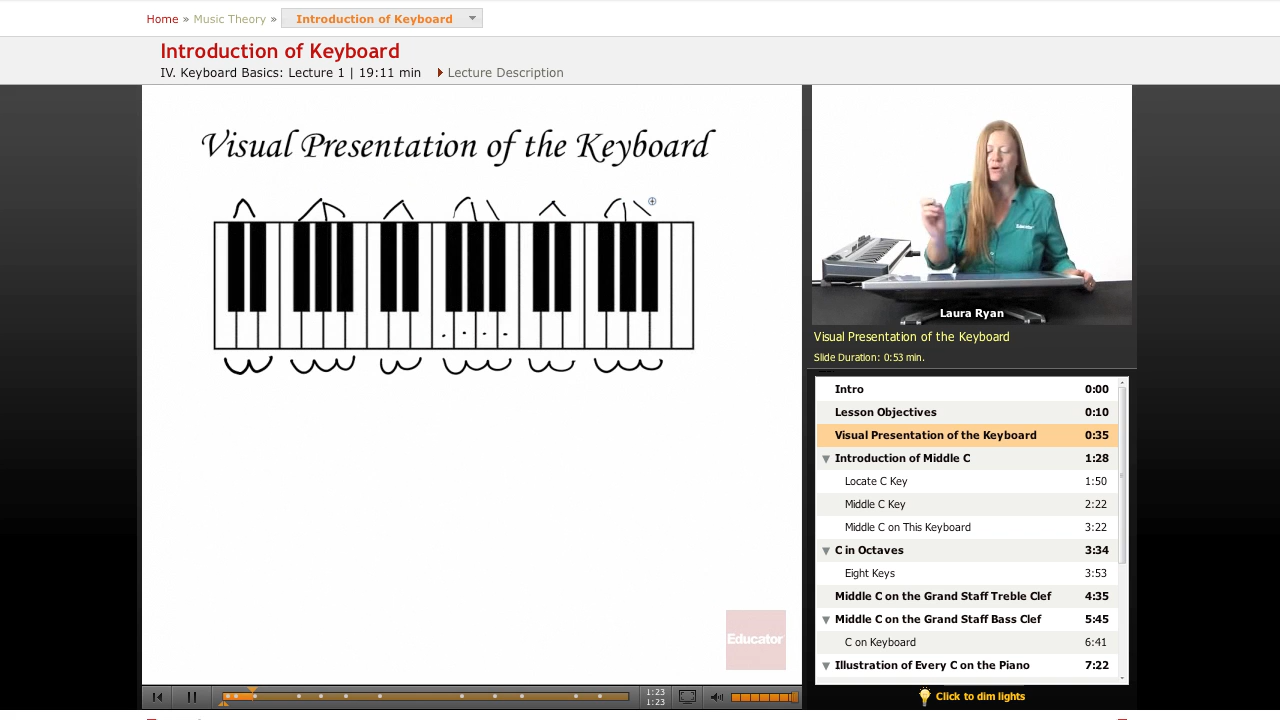 Home » Music Theory » Introduction of Keyboard
Introduction of Keyboard
IV. Keyboard Basics: Lecture 1 | 19:11 min Lecture Description
Visual Presentation of the Keyboard
Educator
Laura Ryan
Visual Presentation of the Keyboard
Slide Duration: 0:53 min.
Intro 0:00
Lesson Objectives 0:10
Visual Presentation of the Keyboard 0:35
Introduction of Middle C 1:28
Locate C Key 1:50
Middle C Key 2:22
Middle C on This Keyboard 3:22
C in Octaves 3:34
Eight Keys 3:53
Middle C on the Grand Staff Treble Clef 4:35
Middle C on the Grand Staff Bass Clef 5:45
C on Keyboard 6:41
Illustration of Every C on the Piano 7:22
Educator
1:23
1:23
Click to dim lights